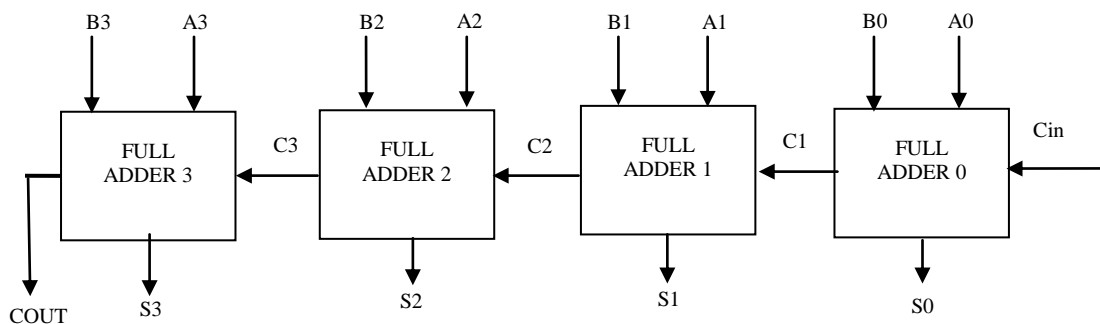 B3 A3 B2 A2 B1 A1 B0 A0
FULL
ADDER 3
C3
FULL
ADDER 2
C2
FULL
ADDER 1
C1
FULL
ADDER 0
Cin
COUT S3 S2 S1 S0